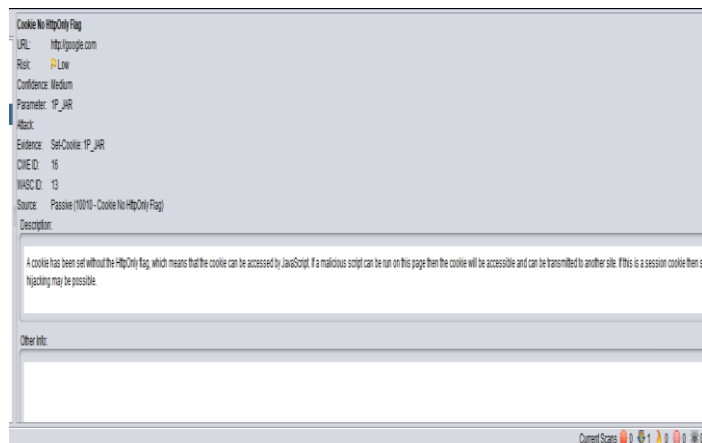 Cookie No HttpOnly Flag
URL: http://google.com
Risk: Low
Confidence: Medium
Parameter: 1P_JAR
Attack:
Evidence: Set-Cookie: 1P_JAR
CWE ID: 16
WASC ID: 13
Source: Passive (10010 - Cookie No HttpOnly Flag)
Description:
A cookie has been set without the HttpOnly flag, which means that the cookie can be accessed by JavaScript. If a malicious script can be run on this page then the cookie will be accessible and can be transmitted to another site. If this is a session cookie then s
hijacking may be possible.
Other Info:
Current Scans 0 1 0 0 0